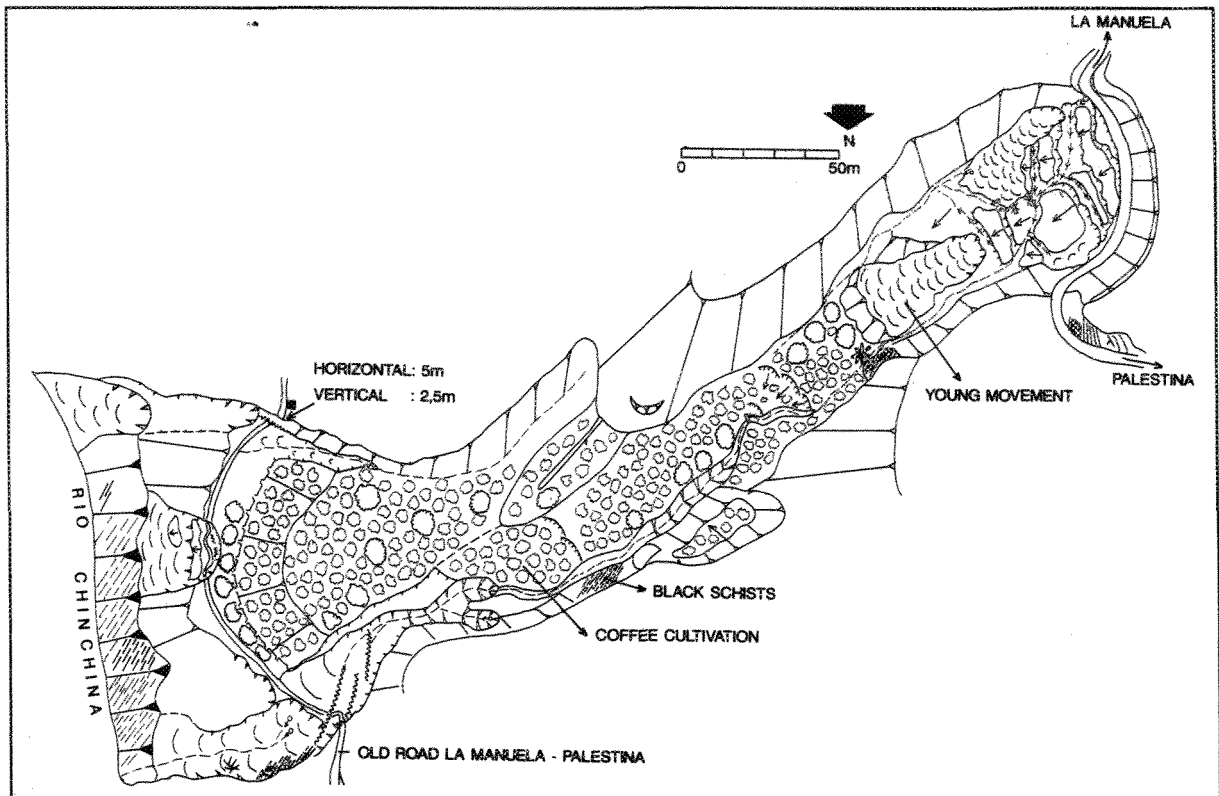 LA MANUELA
N
0 50m
PALESTINA
YOUNG MOVEMENT
HORIZONTAL: 5m
VERTICAL : 2,5m
RIO CHINCHINA
BLACK SCHISTS
COFFEE CULTIVATION
OLD ROAD LA MANUELA - PALESTINA